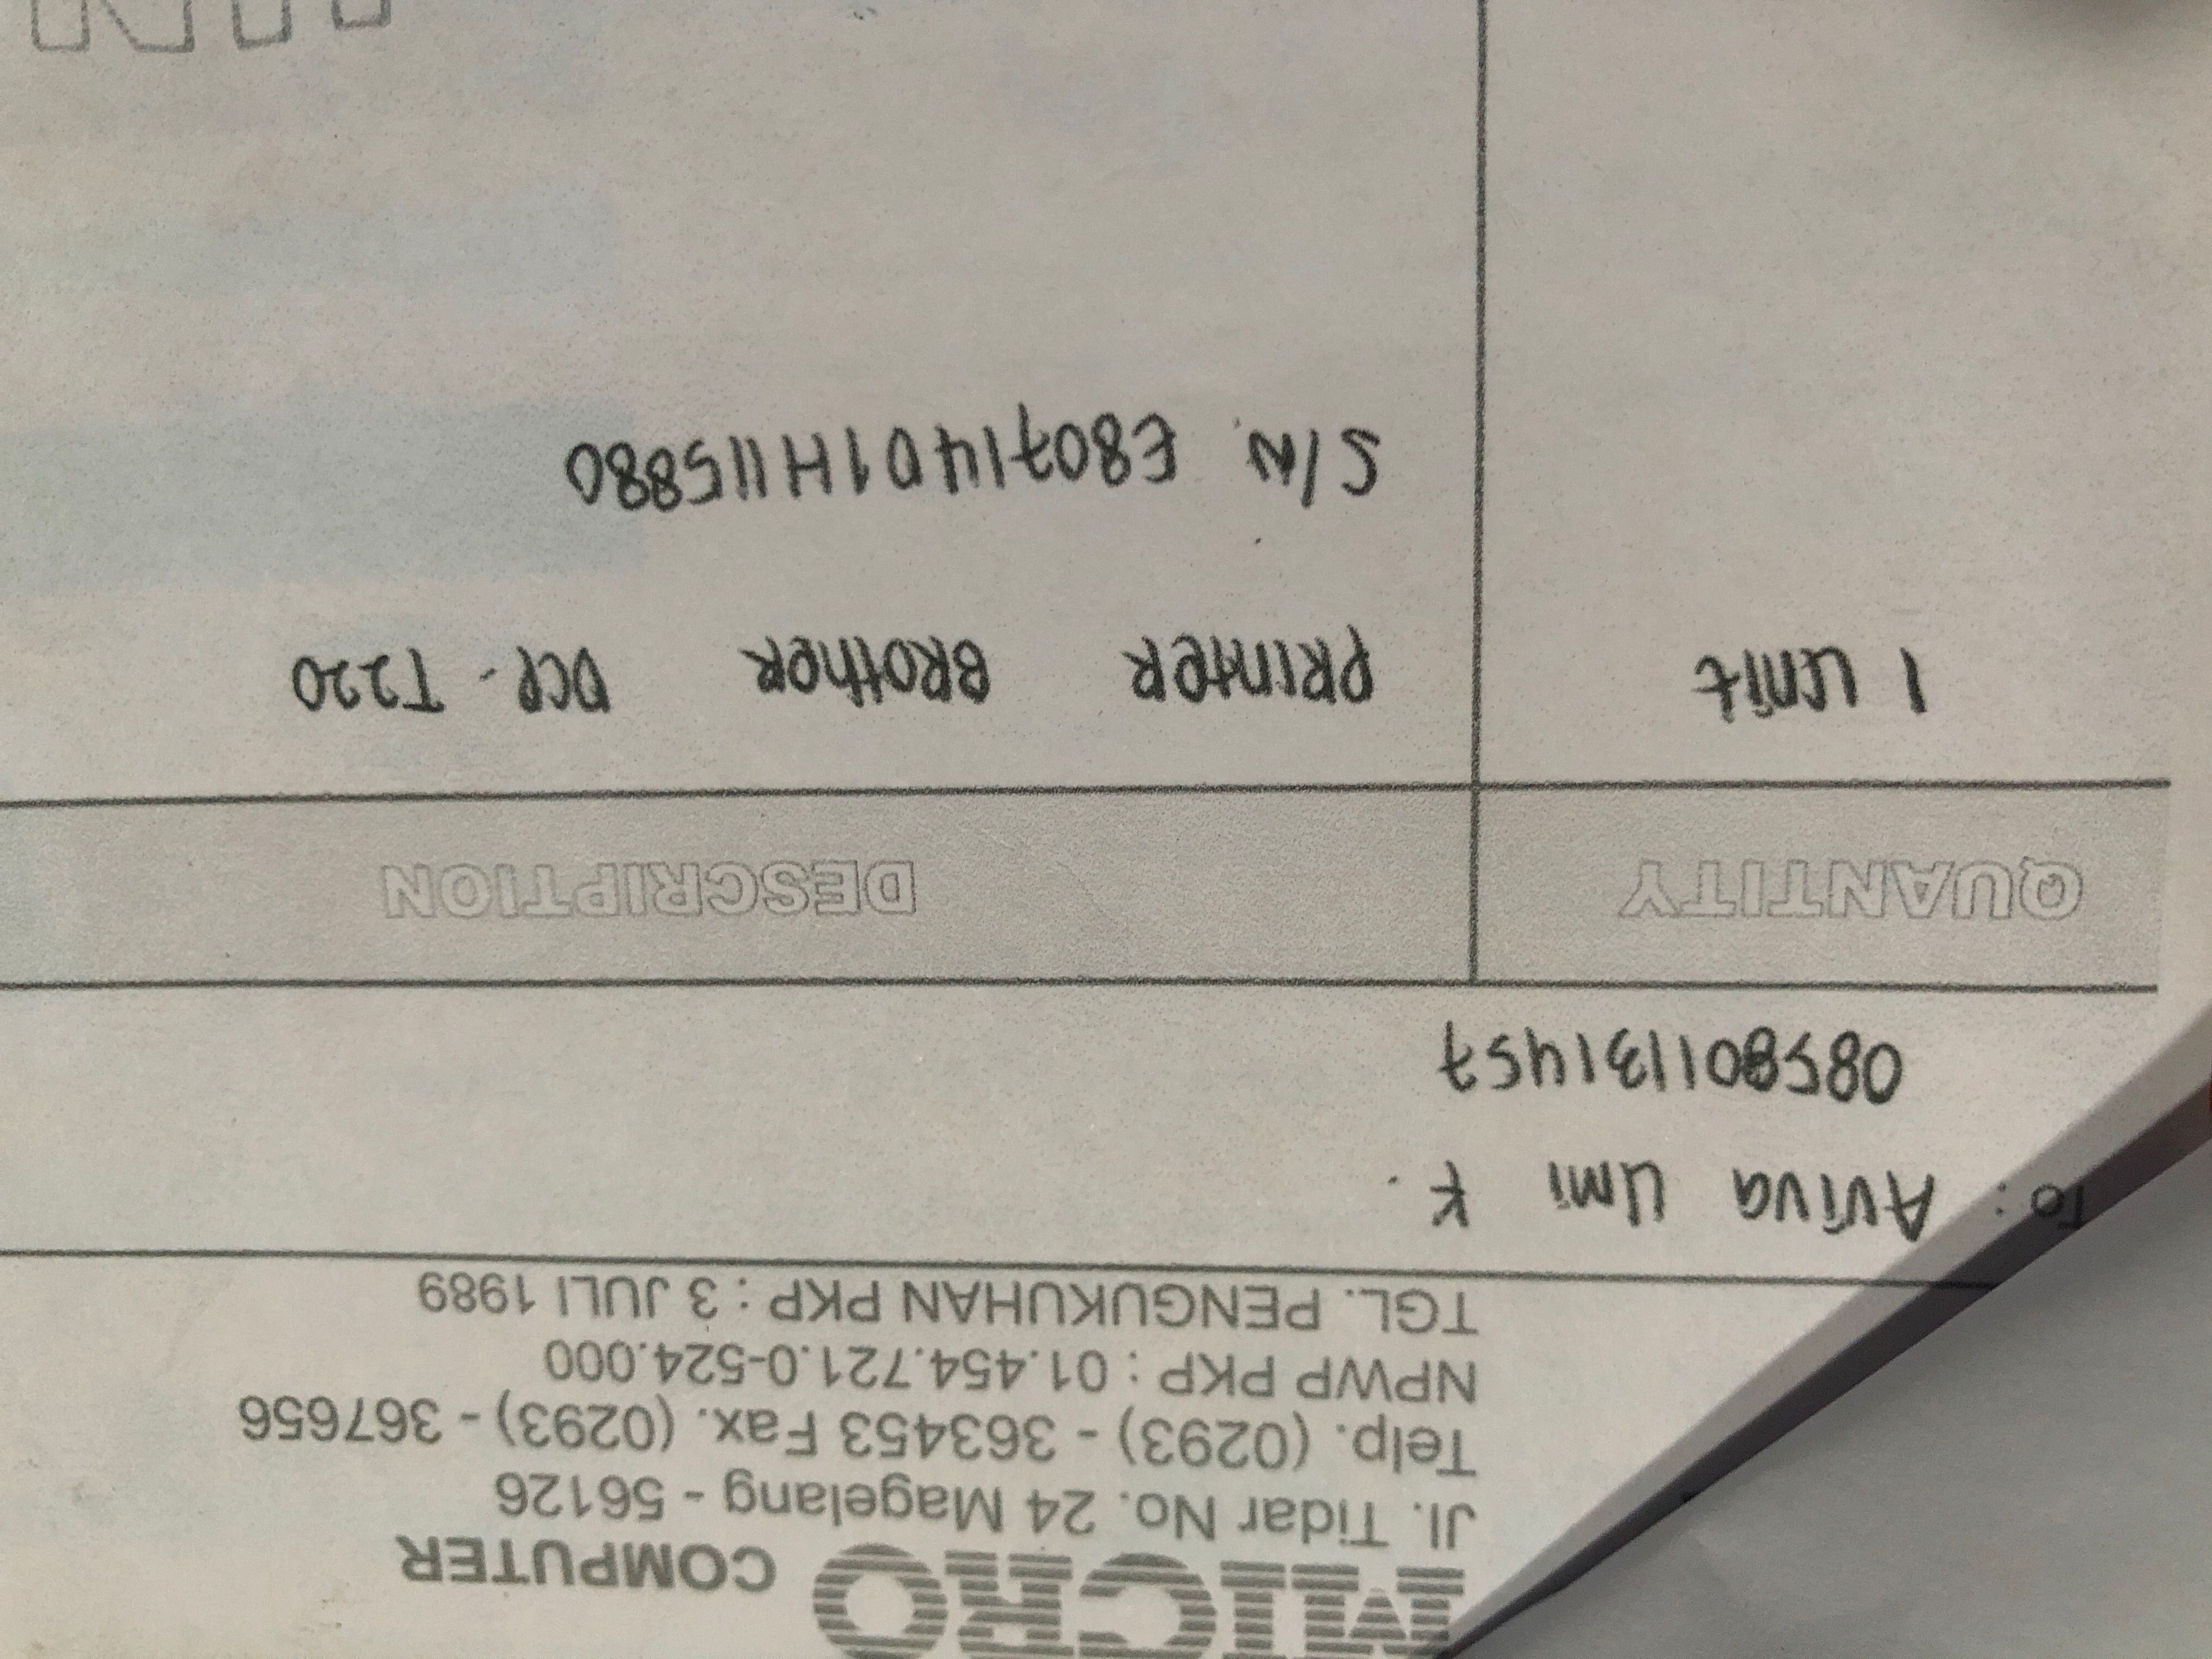 MICRO COMPUTER
Jl. Tidar No. 24 Magelang - 56126
Telp. (0293) - 363453 Fax. (0293) - 367656
NPWP PKP : 01.454.721.0-524.000
TGL. PENGUKUHAN PKP : 3 JULI 1989
To : Aviva Umi K.
085801131457
QUANTITY DESCRIPTION
1 Unit PRINTER BROTHER DCP - T220
S/N. E80714D1H115880